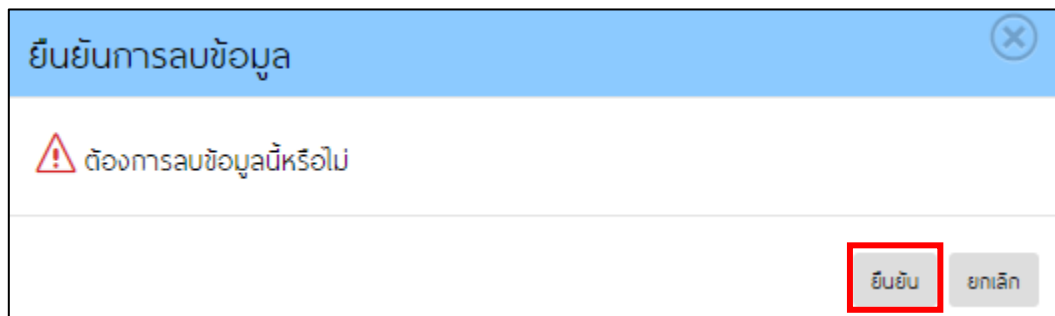 ยืนยันการลบข้อมูล
ต้องการลบข้อมูลนี้หรือไม่
ยืนยัน ยกเลิก